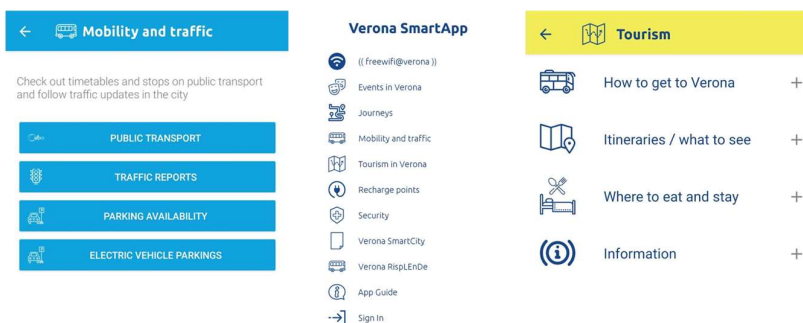 Mobility and traffic
Check out timetables and stops on public transport
and follow traffic updates in the city
PUBLIC TRANSPORT
TRAFFIC REPORTS
PARKING AVAILABILITY
ELECTRIC VEHICLE PARKINGS
Verona SmartApp
(( freewifi@verona ))
Events in Verona
Journeys
Mobility and traffic
Tourism in Verona
Recharge points
Security
Verona SmartCity
Verona RispLEnDe
App Guide
Sign In
Tourism
How to get to Verona
Itineraries / what to see
Where to eat and stay
Information